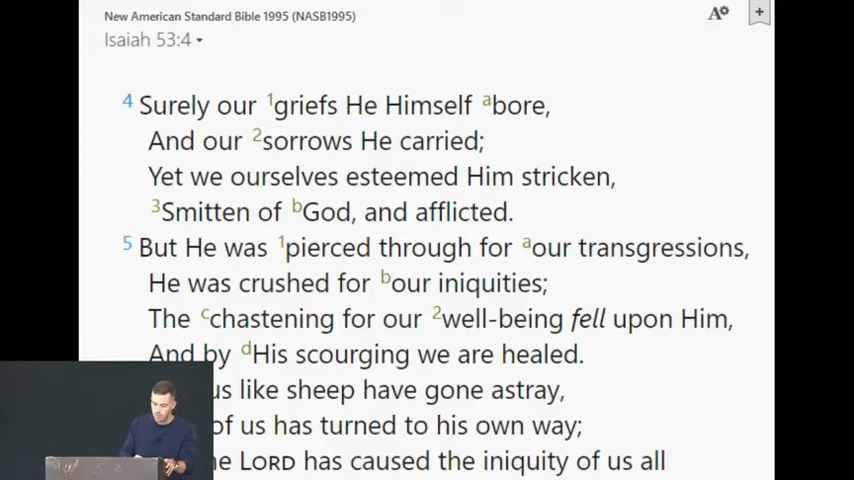 New American Standard Bible 1995 (NASB1995)
Isaiah 53:4
4 Surely our 1griefs He Himself abore,
And our 2sorrows He carried;
Yet we ourselves esteemed Him stricken,
3Smitten of bGod, and afflicted.
5 But He was 1pierced through for aour transgressions,
He was crushed for bour iniquities;
The cchastening for our 2well-being fell upon Him,
And by dHis scourging we are healed.
us like sheep have gone astray,
of us has turned to his own way;
LORD has caused the iniquity of us all